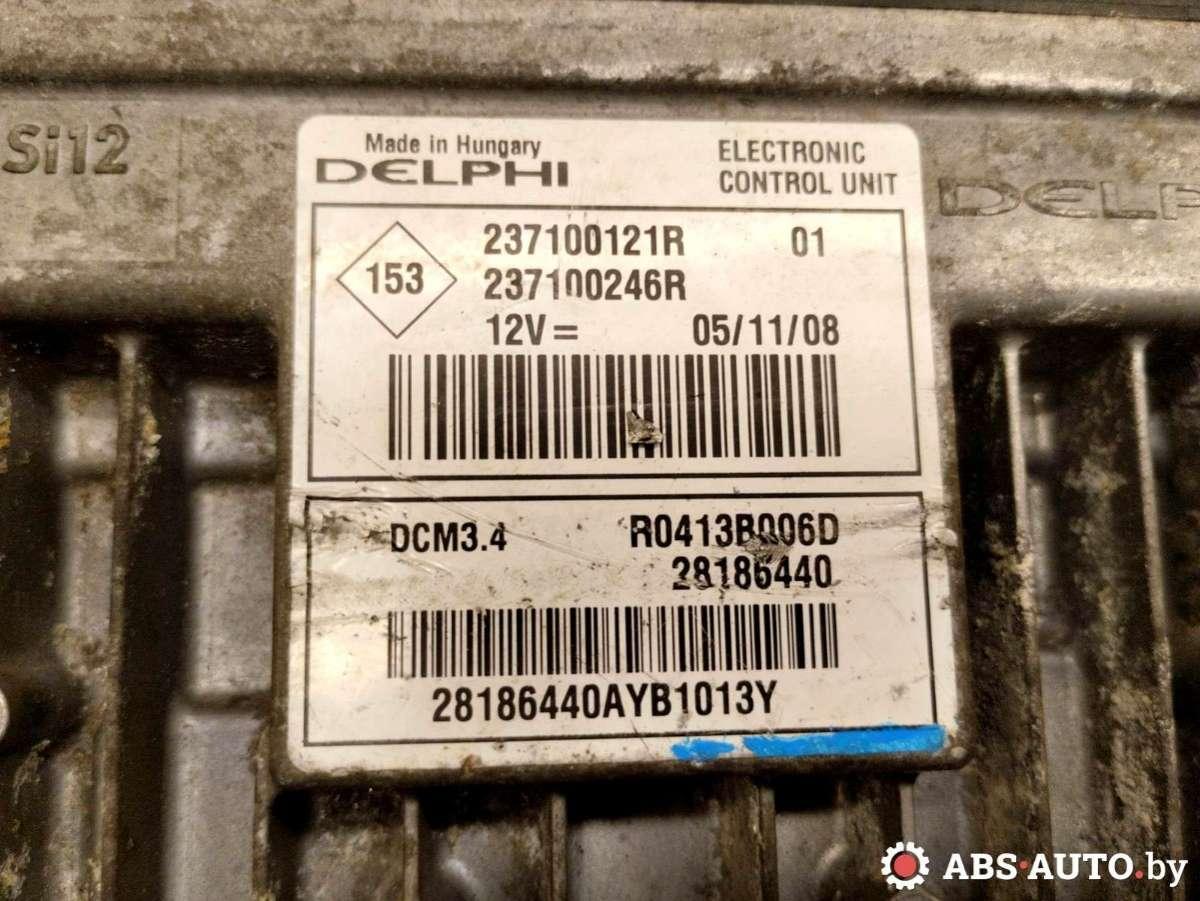 Si12
Made in Hungary
DELPHI
ELECTRONIC
CONTROL UNIT
DELP
153
237100121R 01
237100246R
12V= 05/11/08
DCM3.4 R0413B006D
28186440
28186440AYB1013Y
ABS-AUTO.by